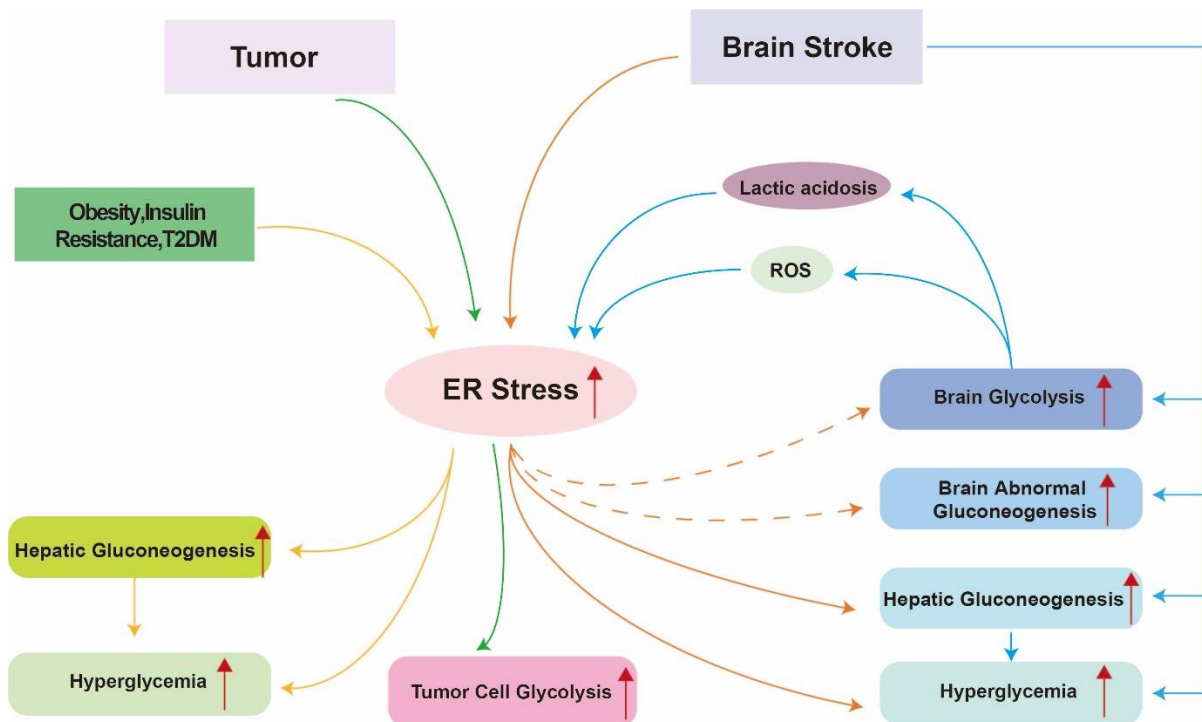 Tumor
Brain Stroke
Lactic acidosis
Obesity,Insulin
Resistance,T2DM
ROS
ER Stress
Brain Glycolysis
Brain Abnormal
Gluconeogenesis
Hepatic Gluconeogenesis
Hepatic Gluconeogenesis
Hyperglycemia
Tumor Cell Glycolysis
Hyperglycemia